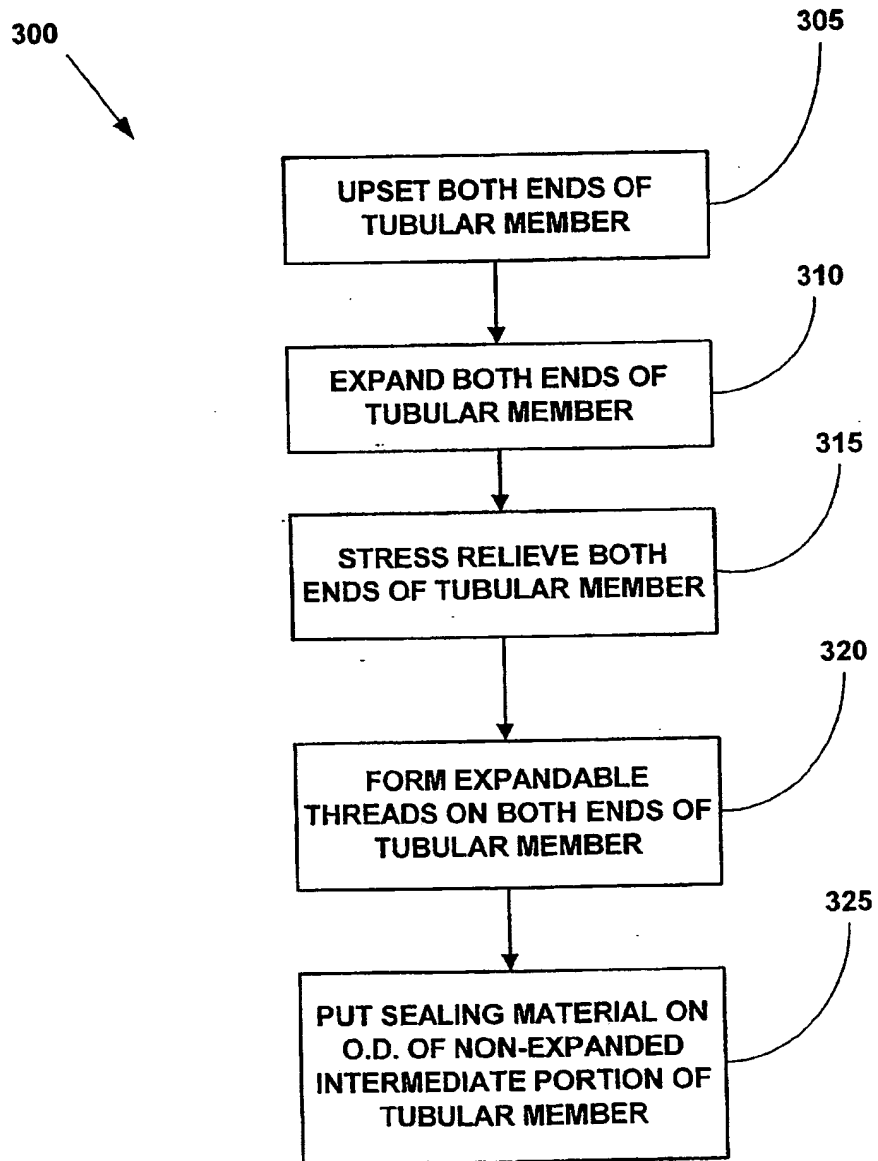 300
305
UPSET BOTH ENDS OF
TUBULAR MEMBER
310
EXPAND BOTH ENDS OF
TUBULAR MEMBER
315
STRESS RELIEVE BOTH
ENDS OF TUBULAR MEMBER
320
FORM EXPANDABLE
THREADS ON BOTH ENDS OF
TUBULAR MEMBER
325
PUT SEALING MATERIAL ON
O.D. OF NON-EXPANDED
INTERMEDIATE PORTION OF
TUBULAR MEMBER